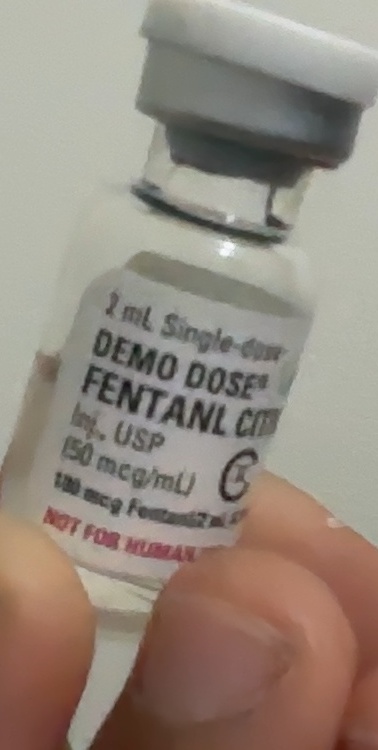 2 mL Single-dose
DEMO DOSE®
FENTANL CIT
Inj., USP
(50 mcg/mL)
100 mcg Fentanl/2 mL
NOT FOR HUMAN